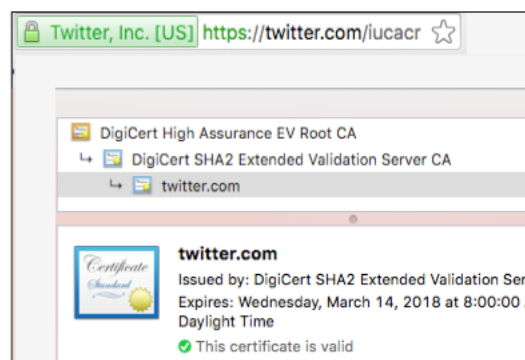 Twitter, Inc. [US] https://twitter.com/iucacr
DigiCert High Assurance EV Root CA
DigiCert SHA2 Extended Validation Server CA
twitter.com
Certificate
Standard
twitter.com
Issued by: DigiCert SHA2 Extended Validation Ser
Expires: Wednesday, March 14, 2018 at 8:00:00
Daylight Time
This certificate is valid